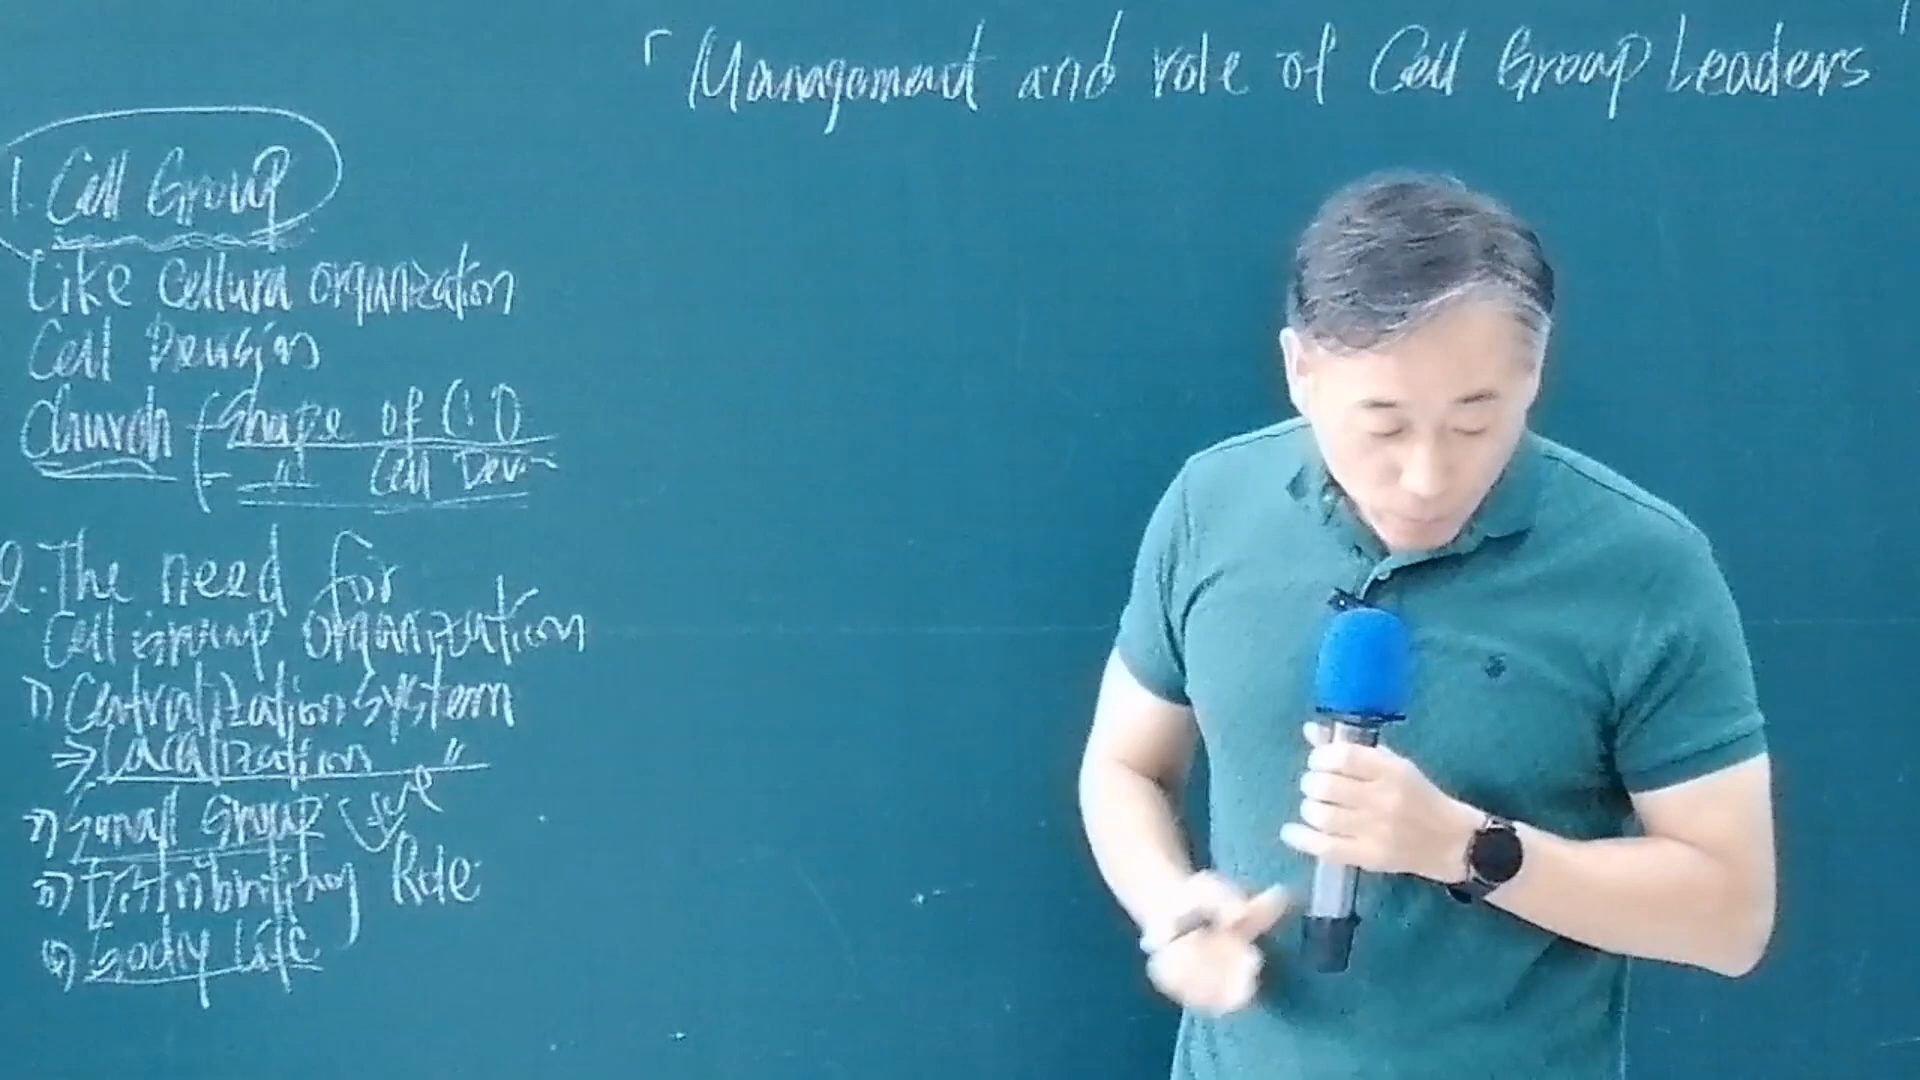 「Management and role of Cell Group Leaders」
1. Cell Group
Like Cellura organization
Cell
Church - Shape of C D
- " Cell Dev~
2. The need for
Cell group organization
1) Centralization system
⇒ Localization "
2) Small Group
3) Distributing Role
4) Body Life